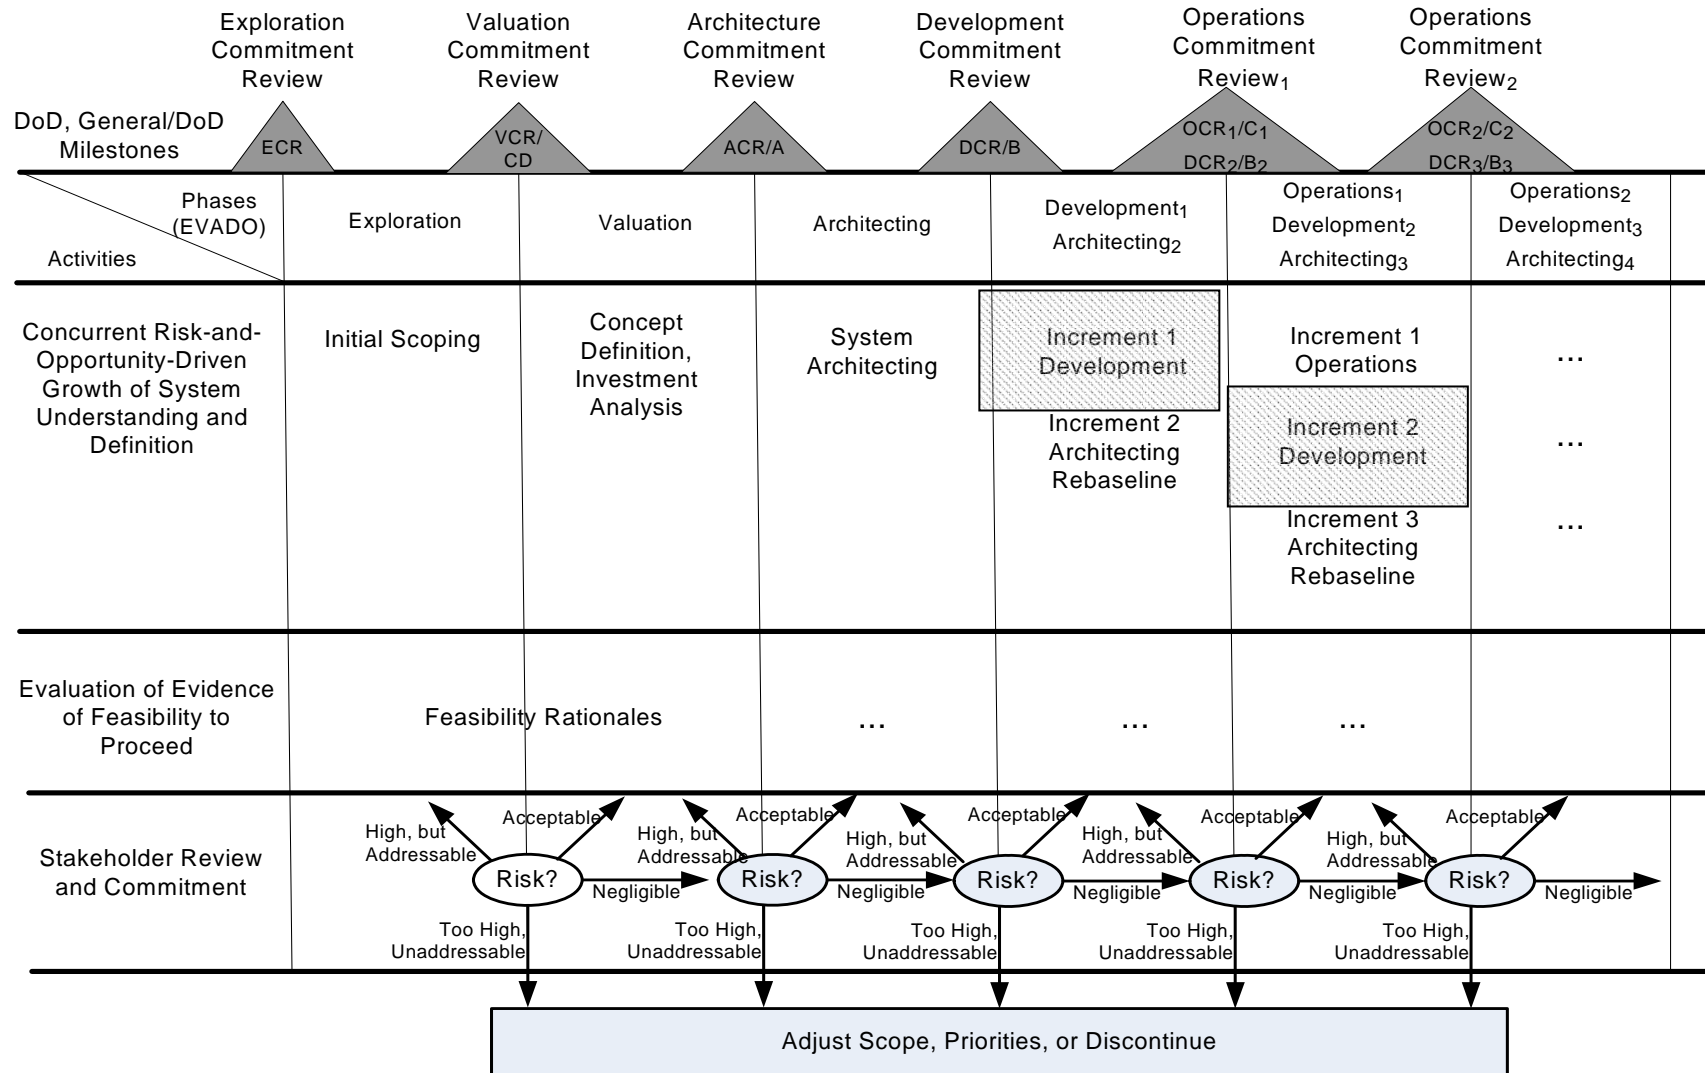 Exploration
Commitment
Review
Valuation
Commitment
Review
Architecture
Commitment
Review
Development
Commitment
Review
Operations
Commitment
Review1
Operations
Commitment
Review2
DoD, General/DoD
Milestones
ECR
VCR/
CD
ACR/A
DCR/B
OCR1/C1
DCR2/B2
OCR2/C2
DCR3/B3
Phases
(EVADO)
Activities
Exploration
Valuation
Architecting
Development1
Architecting2
Operations1
Development2
Architecting3
Operations2
Development3
Architecting4
Concurrent Risk-and-
Opportunity-Driven
Growth of System
Understanding and
Definition
Initial Scoping
Concept
Definition,
Investment
Analysis
System
Architecting
Increment 1
Development
Increment 2
Architecting
Rebaseline
Increment 1
Operations
Increment 2
Development
Increment 3
Architecting
Rebaseline
...
...
...
Evaluation of Evidence
of Feasibility to
Proceed
Feasibility Rationales
...
...
...
Stakeholder Review
and Commitment
High, but
Addressable
Acceptable
Risk?
Negligible
Too High,
Unaddressable
High, but
Addressable
Acceptable
Risk?
Negligible
Too High,
Unaddressable
High, but
Addressable
Acceptable
Risk?
Negligible
Too High,
Unaddressable
High, but
Addressable
Acceptable
Risk?
Negligible
Too High,
Unaddressable
High, but
Addressable
Acceptable
Risk?
Negligible
Too High,
Unaddressable
Adjust Scope, Priorities, or Discontinue